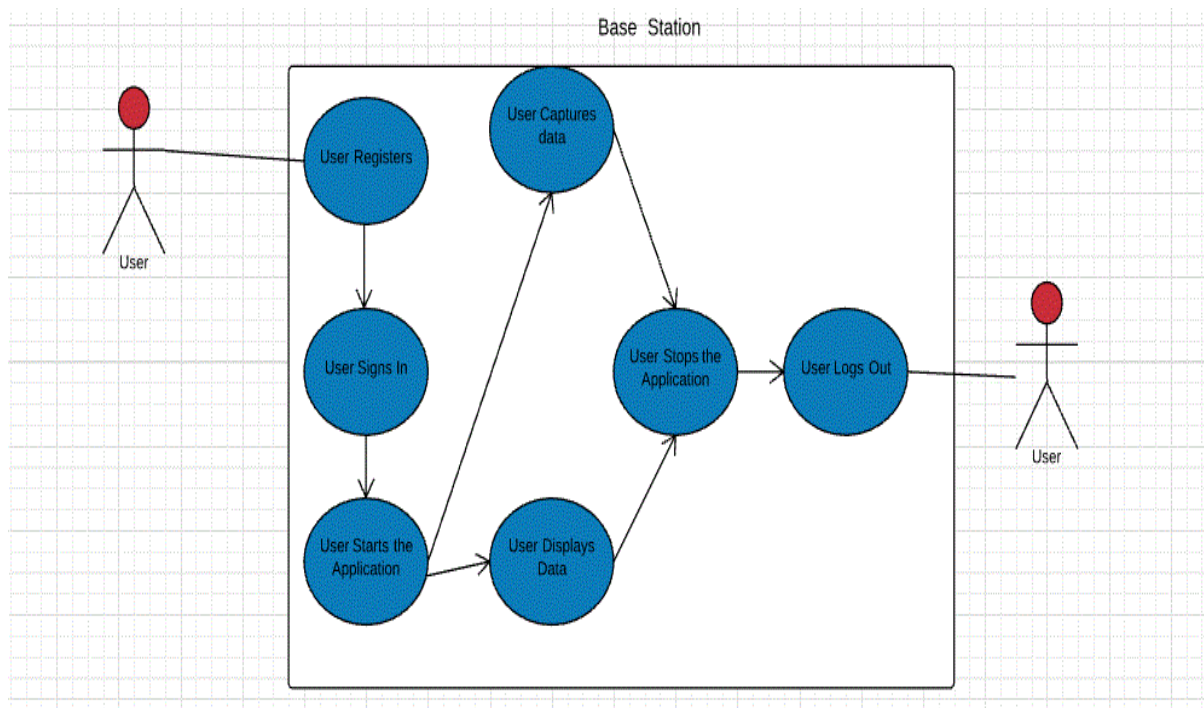 Base Station
User Registers
User Captures
data
User
User Signs In
User Stops the
Application
User Logs Out
User
User Starts the
Application
User Displays
Data